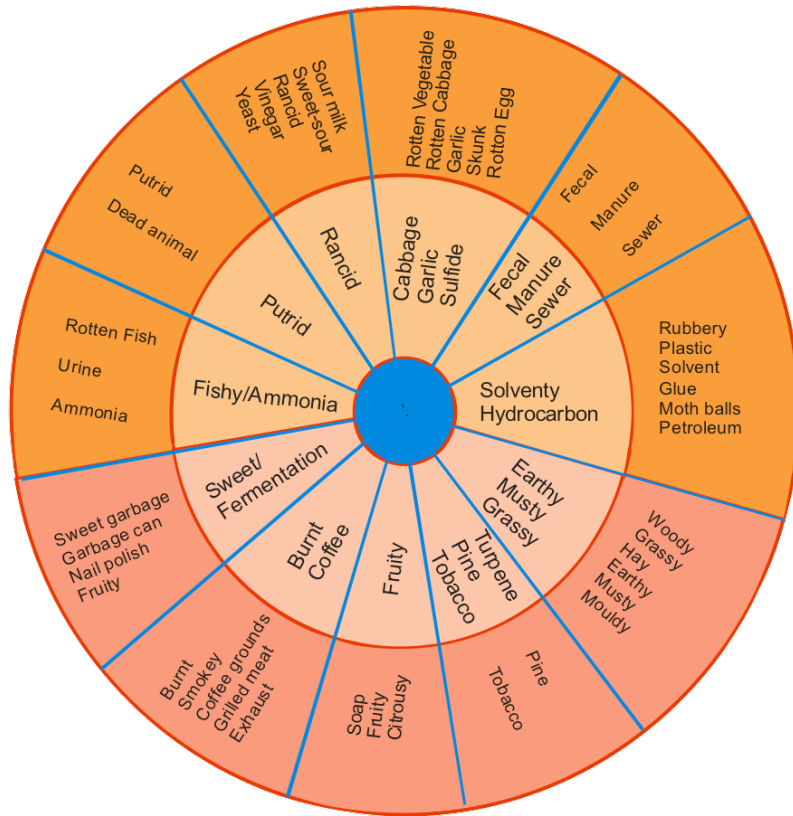 Sour milk
Sweet-sour
Rancid
Vinegar
Yeast
Rotten Vegetable
Rotten Cabbage
Garlic
Skunk
Rotton Egg
Fecal
Manure
Sewer
Rubbery
Plastic
Solvent
Glue
Moth balls
Petroleum
Woody
Grassy
Hay
Earthy
Musty
Mouldy
Pine
Tobacco
Soap
Fruity
Citrousy
Burnt
Smokey
Coffee grounds
Grilled meat
Exhaust
Sweet garbage
Garbage can
Nail polish
Fruity
Rotten Fish
Urine
Ammonia
Putrid
Dead animal
Rancid
Cabbage
Garlic
Sulfide
Fecal
Manure
Sewer
Solventy
Hydrocarbon
Earthy
Musty
Grassy
Turpene
Pine
Tobacco
Fruity
Burnt
Coffee
Sweet/
Fermentation
Fishy/Ammonia
Putrid